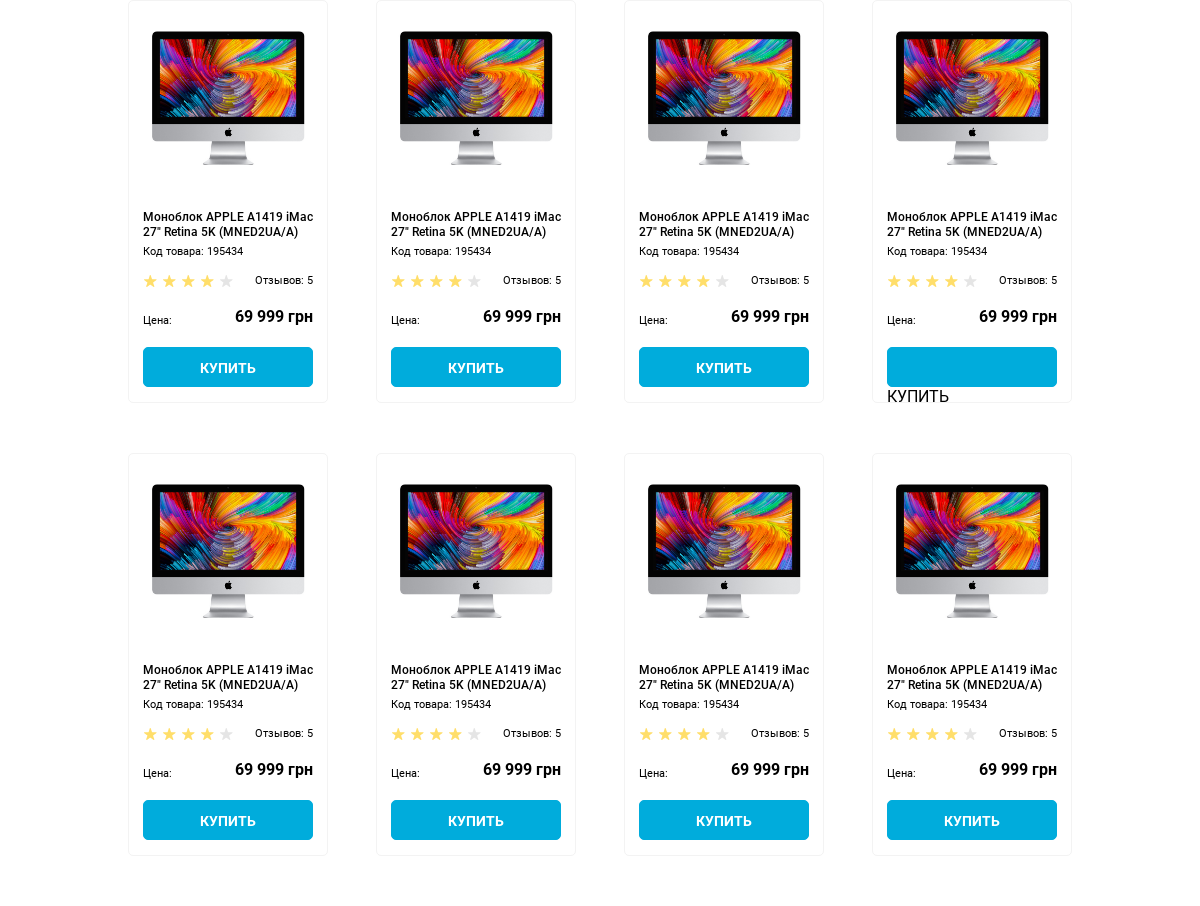 Моноблок APPLE A1419 iMac
27" Retina 5K (MNED2UA/A)
Код товара: 195434
Отзывов: 5
Цена: 69 999 грн
КУПИТЬ
Моноблок APPLE A1419 iMac
27" Retina 5K (MNED2UA/A)
Код товара: 195434
Отзывов: 5
Цена: 69 999 грн
КУПИТЬ
Моноблок APPLE A1419 iMac
27" Retina 5K (MNED2UA/A)
Код товара: 195434
Отзывов: 5
Цена: 69 999 грн
КУПИТЬ
Моноблок APPLE A1419 iMac
27" Retina 5K (MNED2UA/A)
Код товара: 195434
Отзывов: 5
Цена: 69 999 грн
КУПИТЬ
Моноблок APPLE A1419 iMac
27" Retina 5K (MNED2UA/A)
Код товара: 195434
Отзывов: 5
Цена: 69 999 грн
КУПИТЬ
Моноблок APPLE A1419 iMac
27" Retina 5K (MNED2UA/A)
Код товара: 195434
Отзывов: 5
Цена: 69 999 грн
КУПИТЬ
Моноблок APPLE A1419 iMac
27" Retina 5K (MNED2UA/A)
Код товара: 195434
Отзывов: 5
Цена: 69 999 грн
КУПИТЬ
Моноблок APPLE A1419 iMac
27" Retina 5K (MNED2UA/A)
Код товара: 195434
Отзывов: 5
Цена: 69 999 грн
КУПИТЬ